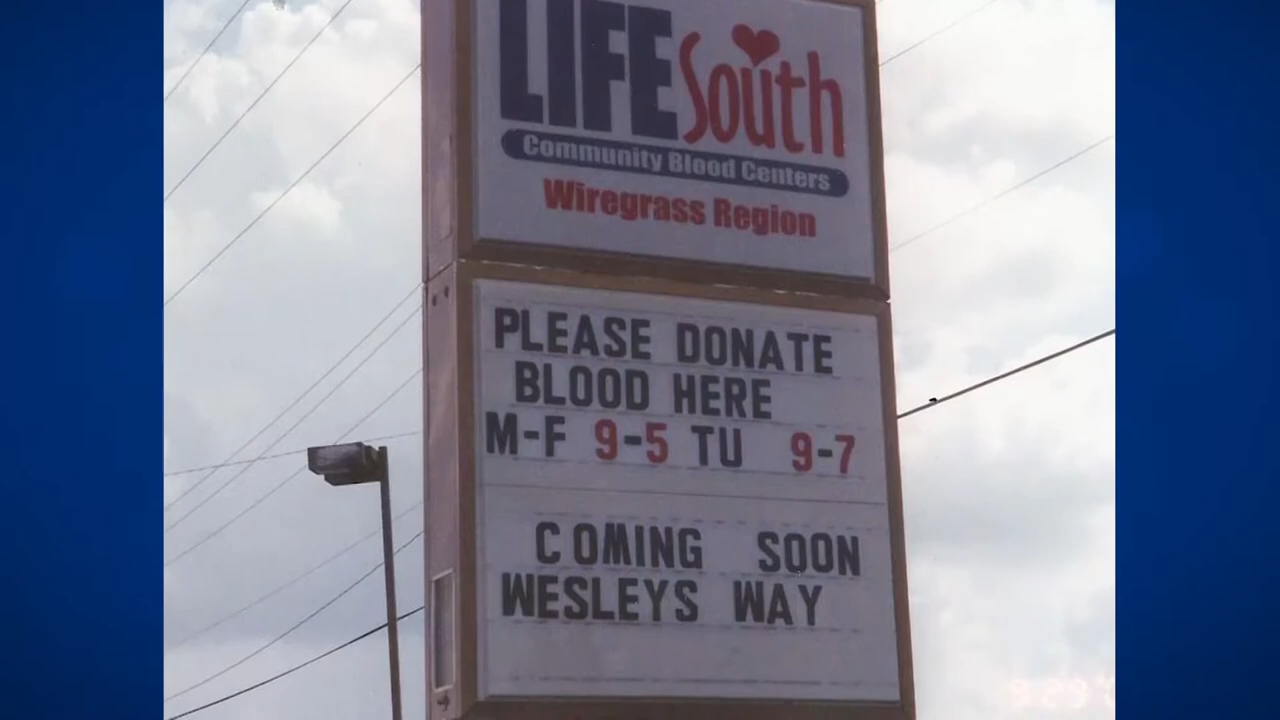 LIFE South
Community Blood Centers
Wiregrass Region
PLEASE DONATE
BLOOD HERE
M-F 9-5 TU 9-7
COMING SOON
WESLEYS WAY